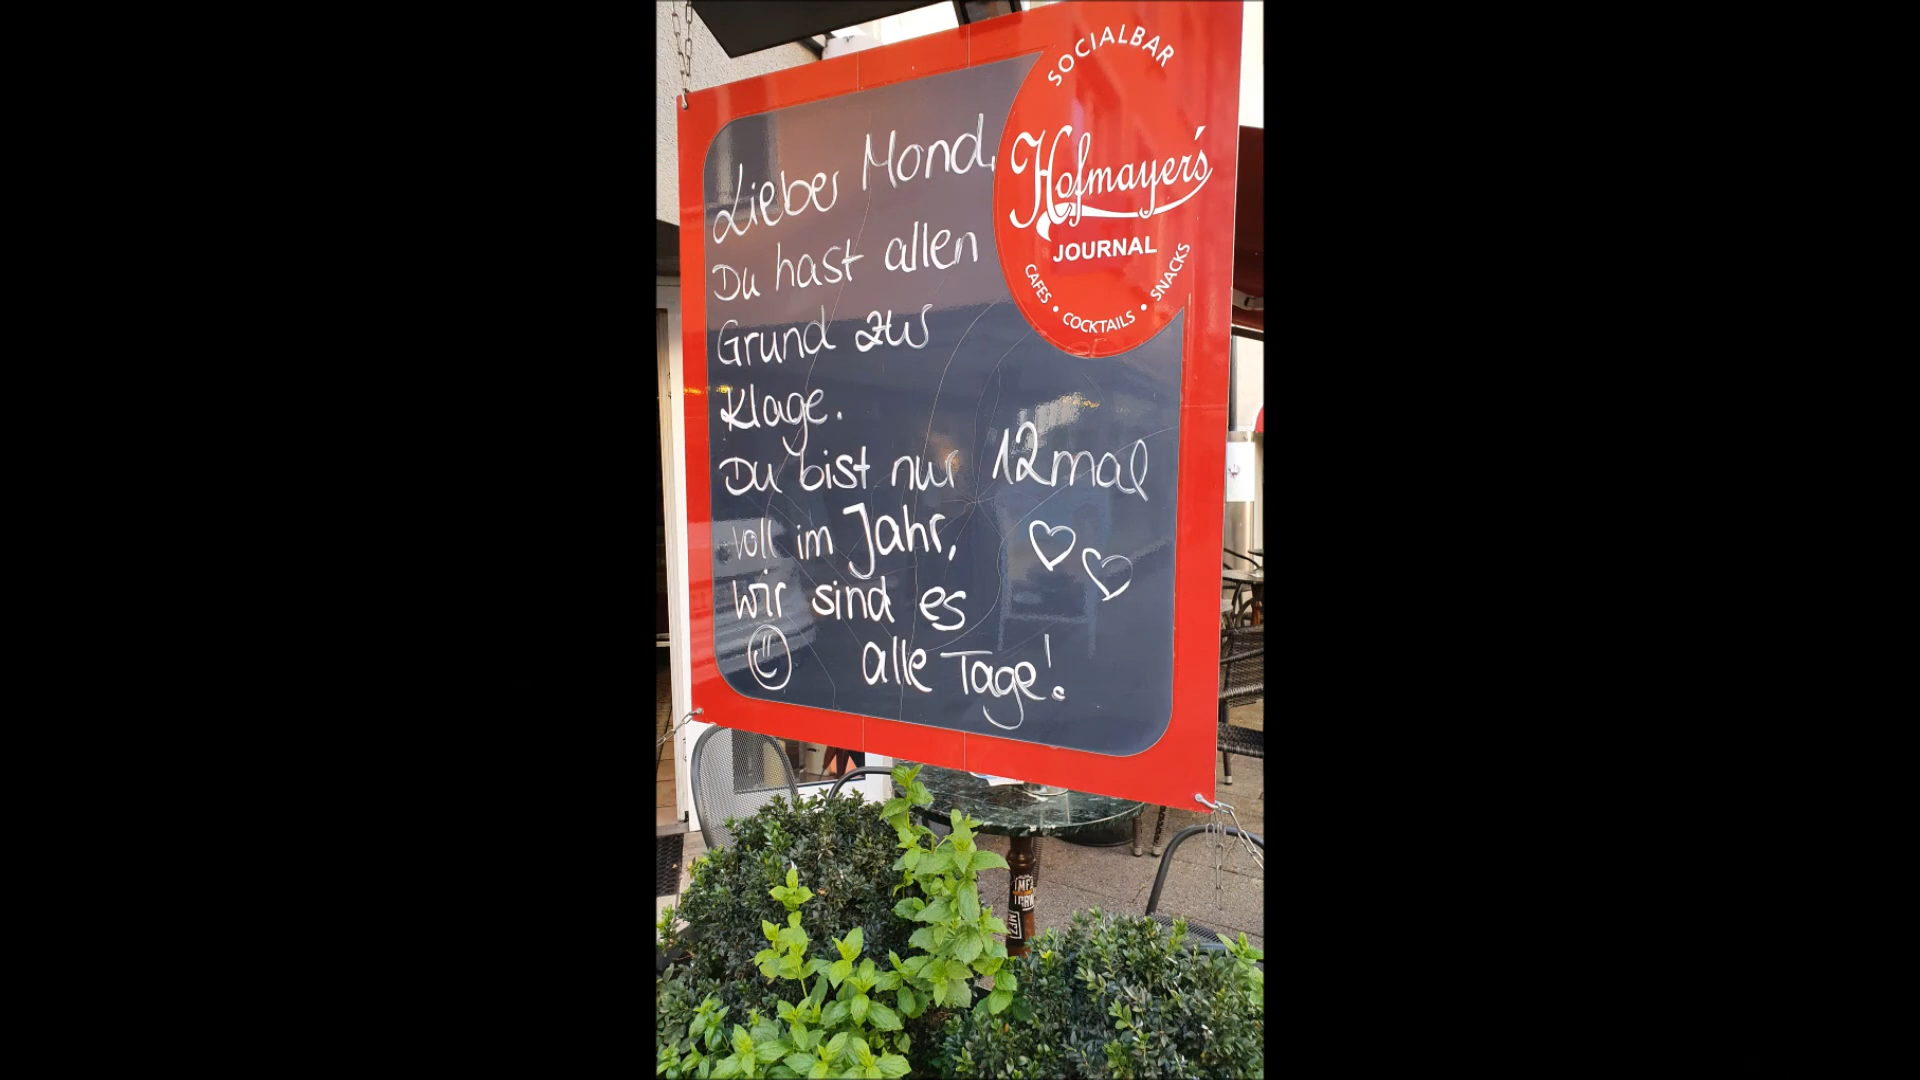 SOCIALBAR
Hofmayer's
JOURNAL
CAFES • COCKTAILS • SNACKS
Lieber Mond,
Du hast allen
Grund zur
Klage.
Du bist nur 12mal
voll im Jahr,
wir sind es
alle Tage!